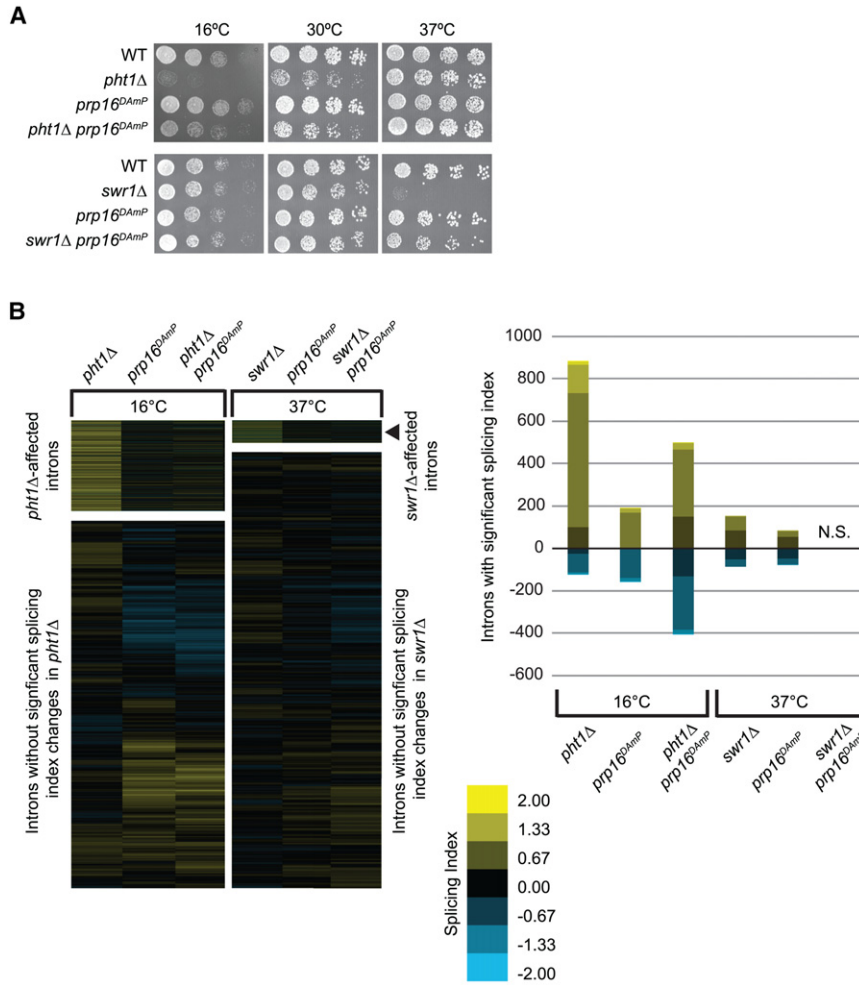 A
16ºC 30ºC 37ºC
WT
pht1Δ
prp16DAmP
pht1Δ prp16DAmP
WT
swr1Δ
prp16DAmP
swr1Δ prp16DAmP
B
pht1Δ
prp16DAmP
pht1Δ
prp16DAmP
swr1Δ
prp16DAmP
swr1Δ
prp16DAmP
16°C 37°C
pht1Δ-affected
introns
swr1Δ-affected
introns
Introns without signficant splicing
index changes in pht1Δ
Introns without significant splicing
index changes in swr1Δ
Introns with significant splicing index
1000
800
600
400
200
0
-200
-400
-600
N.S.
16°C 37°C
pht1Δ
prp16DAmP
pht1Δ
prp16DAmP
swr1Δ
prp16DAmP
swr1Δ
prp16DAmP
Splicing Index
2.00
1.33
0.67
0.00
-0.67
-1.33
-2.00